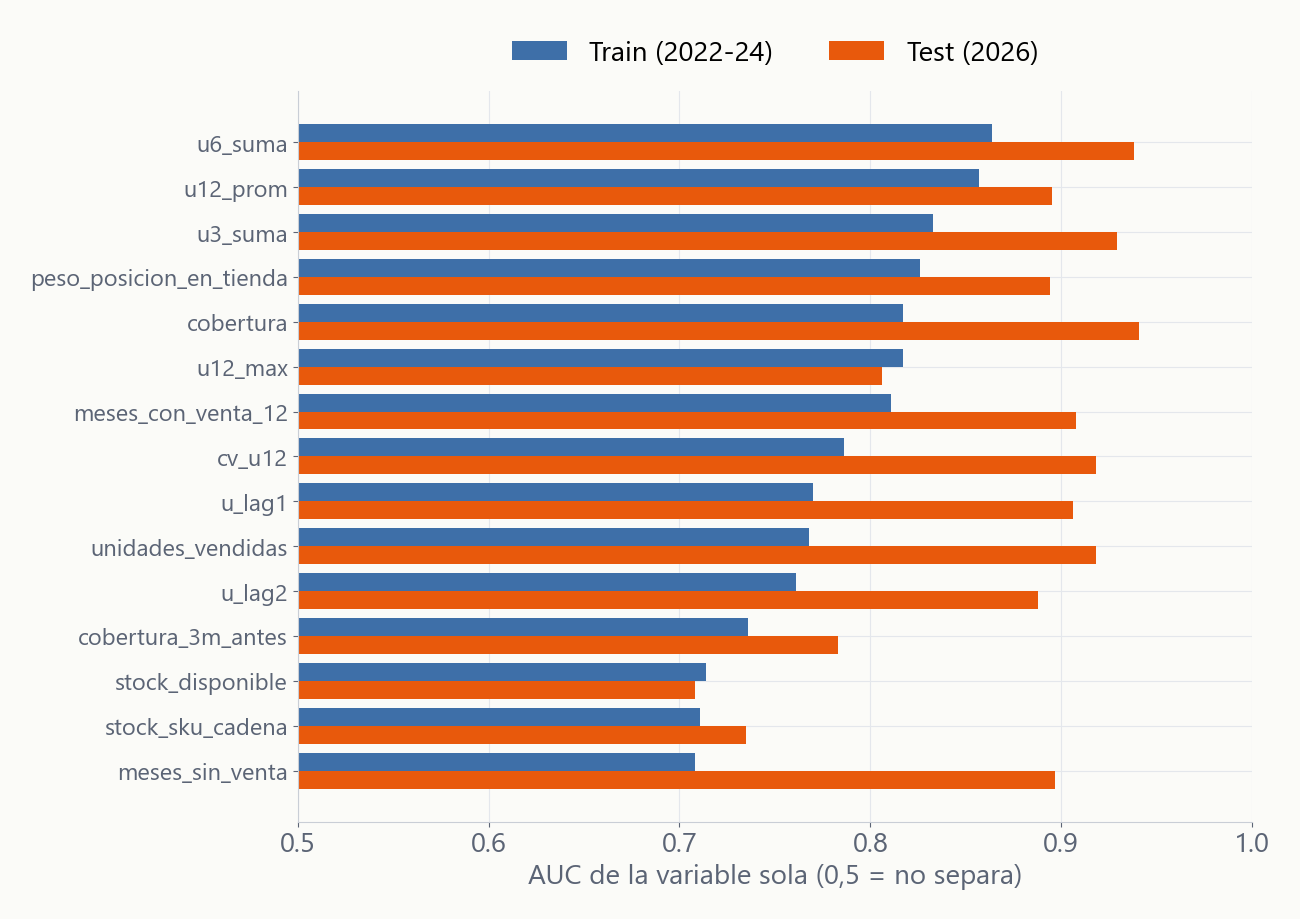 Train (2022-24) Test (2026)
u6_suma
u12_prom
u3_suma
peso_posicion_en_tienda
cobertura
u12_max
meses_con_venta_12
cv_u12
u_lag1
unidades_vendidas
u_lag2
cobertura_3m_antes
stock_disponible
stock_sku_cadena
meses_sin_venta
0.5 0.6 0.7 0.8 0.9 1.0
AUC de la variable sola (0,5 = no separa)